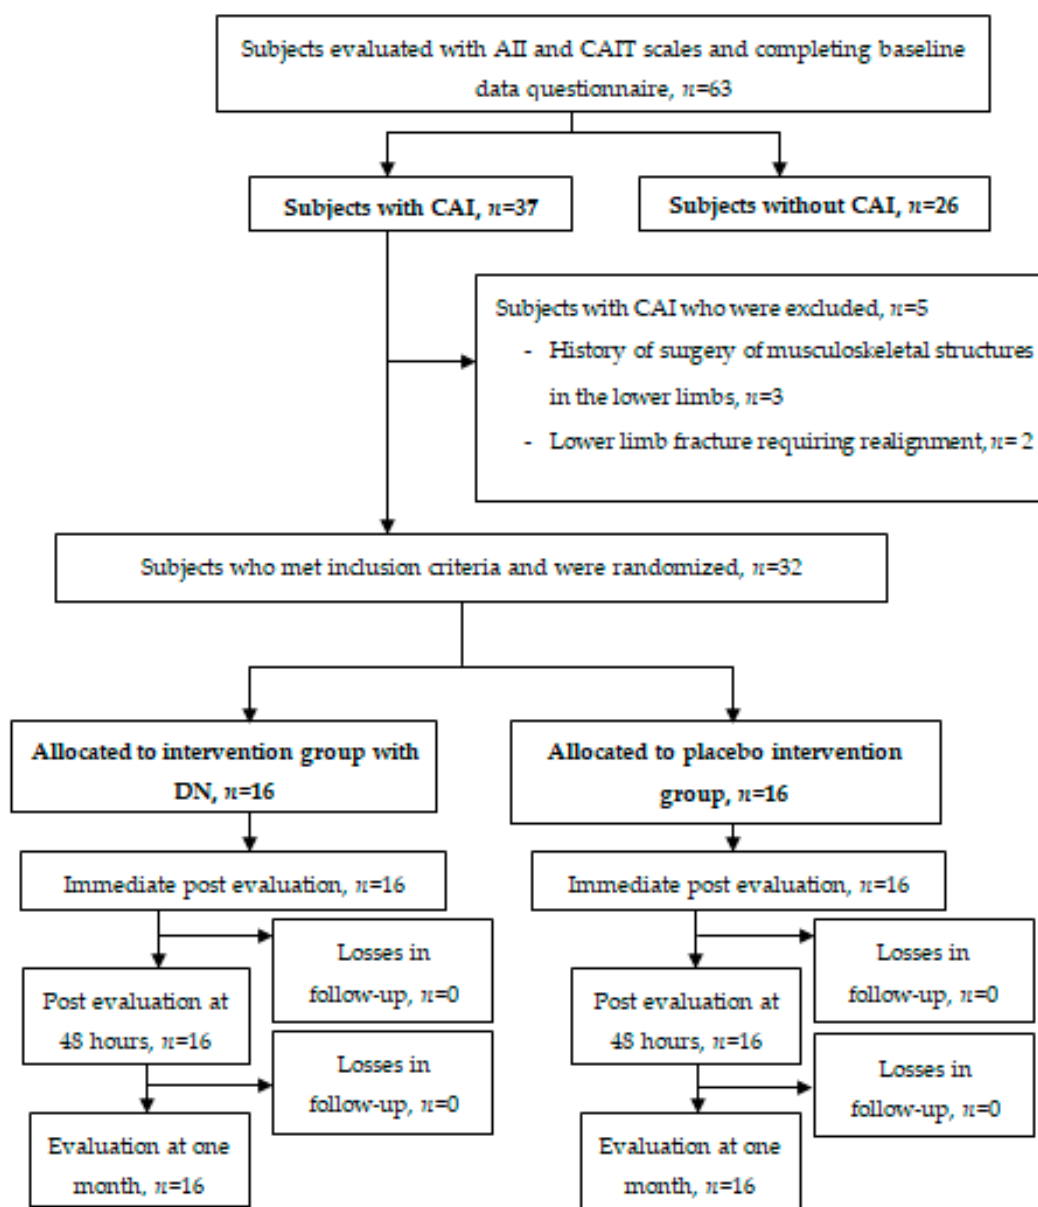 Subjects evaluated with AII and CAIT scales and completing baseline
data questionnaire, n=63
Subjects with CAI, n=37
Subjects without CAI, n=26
Subjects with CAI who were excluded, n=5
- History of surgery of musculoskeletal structures
in the lower limbs, n=3
- Lower limb fracture requiring realignment, n= 2
Subjects who met inclusion criteria and were randomized, n=32
Allocated to intervention group with
DN, n=16
Allocated to placebo intervention
group, n=16
Immediate post evaluation, n=16
Immediate post evaluation, n=16
Losses in
follow-up, n=0
Losses in
follow-up, n=0
Post evaluation at
48 hours, n=16
Post evaluation at
48 hours, n=16
Losses in
follow-up, n=0
Losses in
follow-up, n=0
Evaluation at one
month, n=16
Evaluation at one
month, n=16